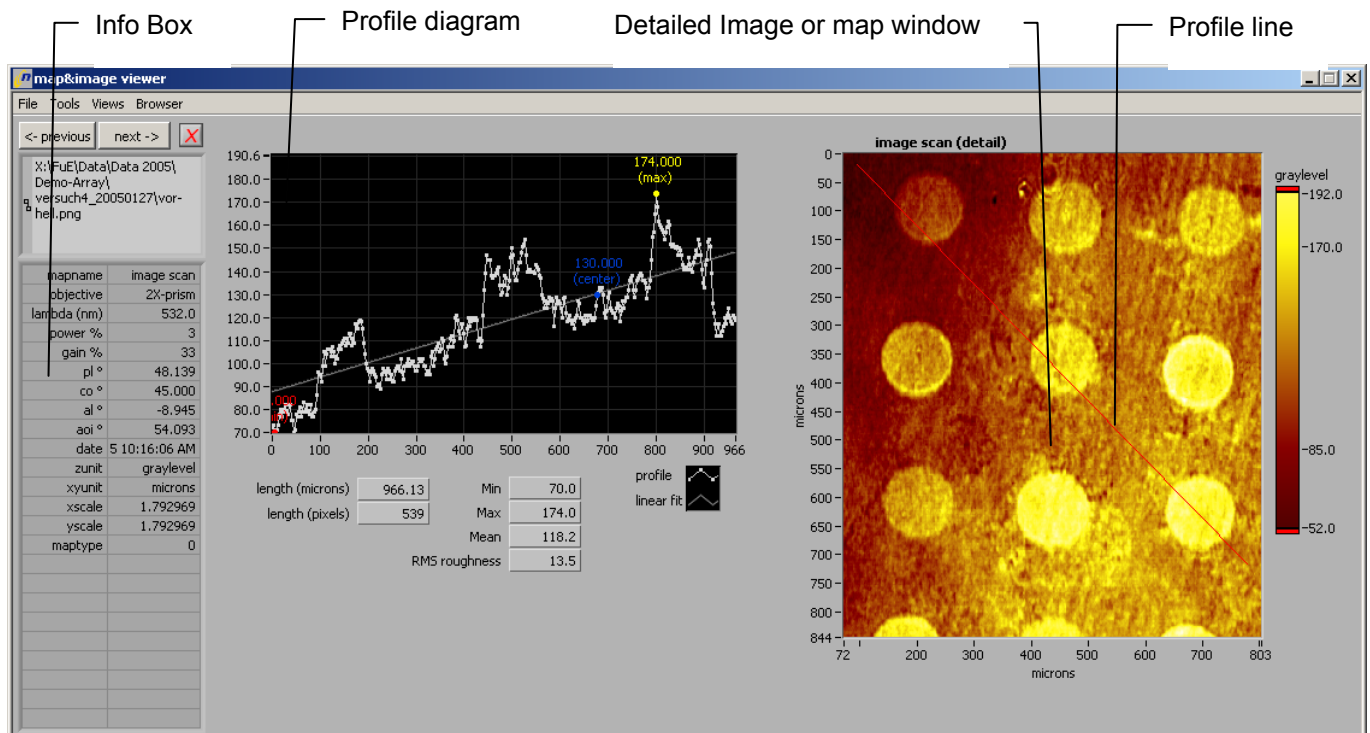 Info Box
Profile diagram
Detailed Image or map window
Profile line
map&image viewer
File Tools Views Browser
<- previous
next ->
X
X:\FuE\Data\Data 2005\
Demo-Array\
versuch4_20050127\vor-
hell.png
mapname image scan
objective 2X-prism
lambda (nm) 532.0
power % 3
gain % 33
pl ° 48.139
co ° 45.000
al ° -8.945
aoi ° 54.093
date 5 10:16:06 AM
zunit graylevel
xyunit microns
xscale 1.792969
yscale 1.792969
maptype 0
190.6
180.0
170.0
160.0
150.0
140.0
130.0
120.0
110.0
100.0
90.0
80.0
70.0
174.000
(max)
130.000
(center)
.000
0 100 200 300 400 500 600 700 800 900 966
length (microns) 966.13
length (pixels) 539
Min 70.0
Max 174.0
Mean 118.2
RMS roughness 13.5
profile
linear fit
image scan (detail)
0
50
100
150
200
250
300
350
400
450
500
550
600
650
700
750
800
844
microns
72 200 300 400 500 600 700 803
microns
graylevel
192.0
170.0
85.0
52.0